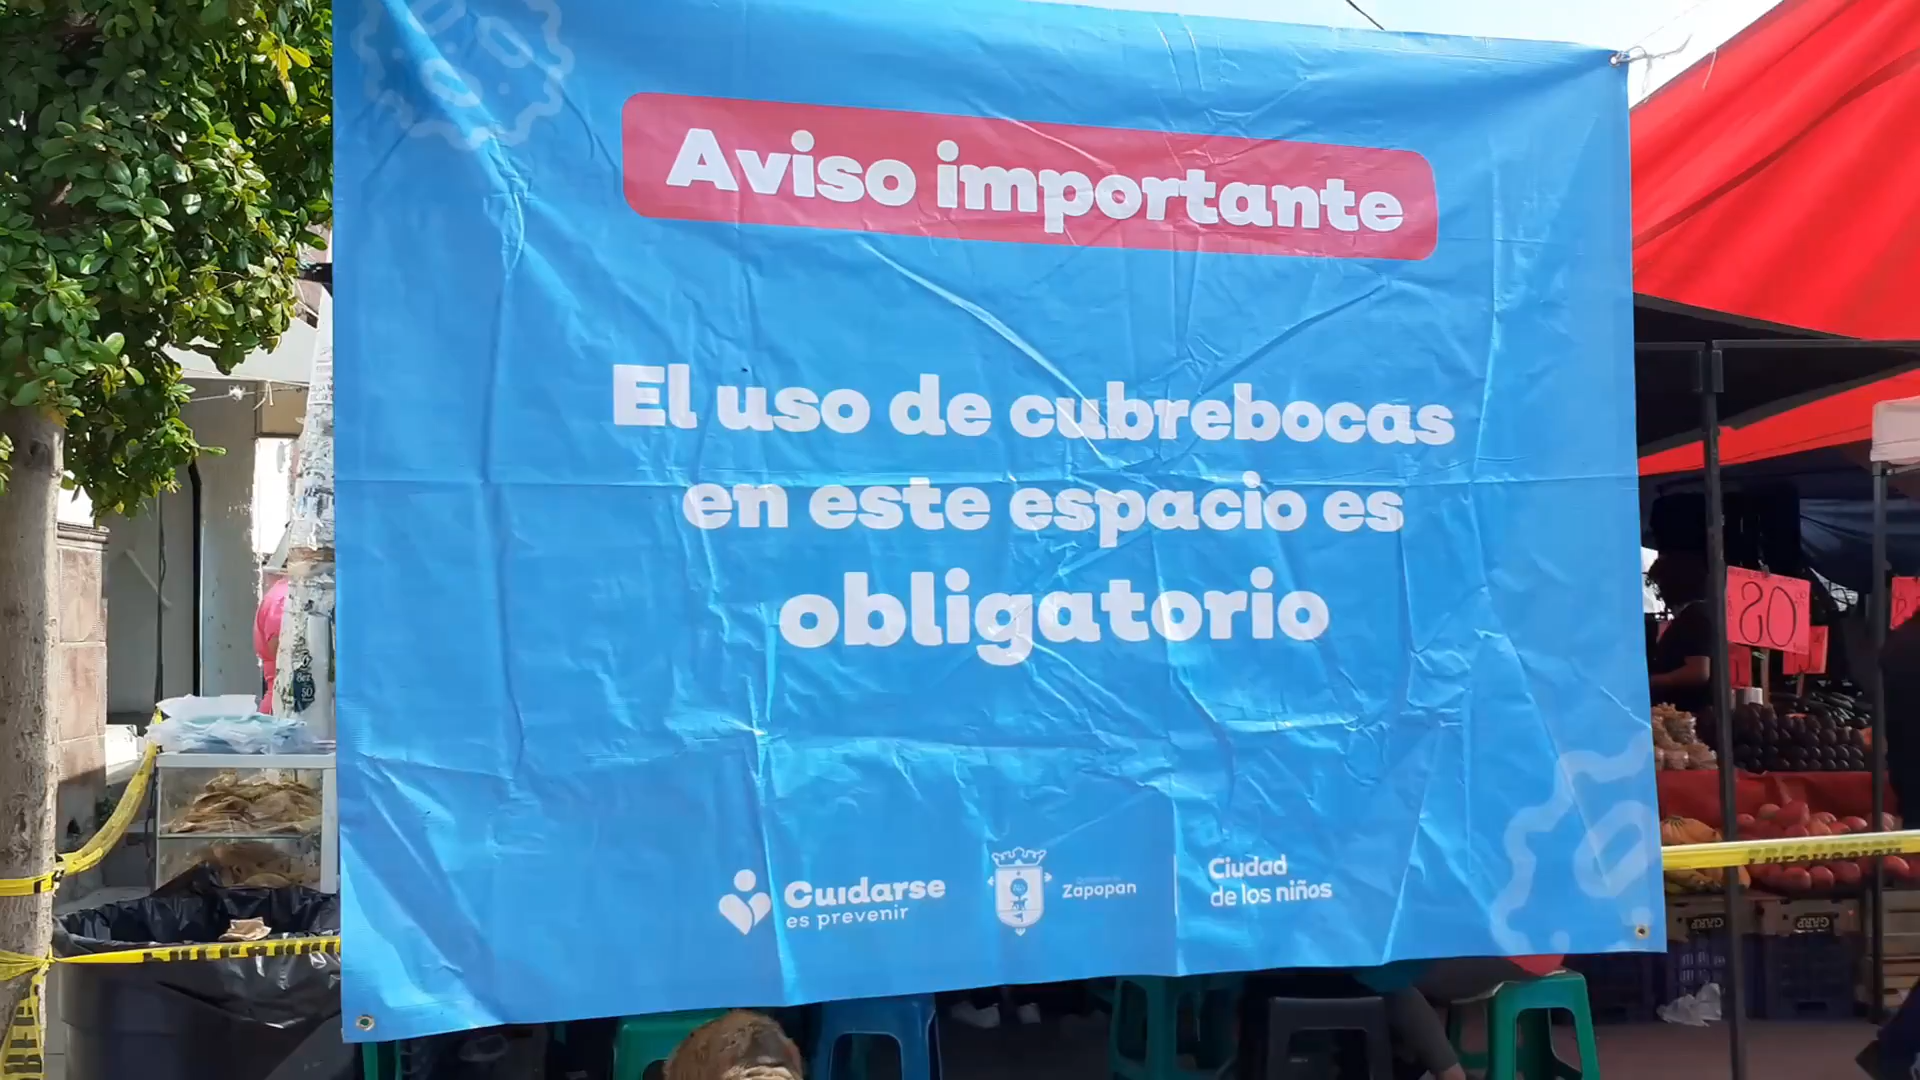 Aviso importante
El uso de cubrebocas
en este espacio es
obligatorio
Cuidarse
es prevenir
Zapopan
Ciudad
de los niños
20